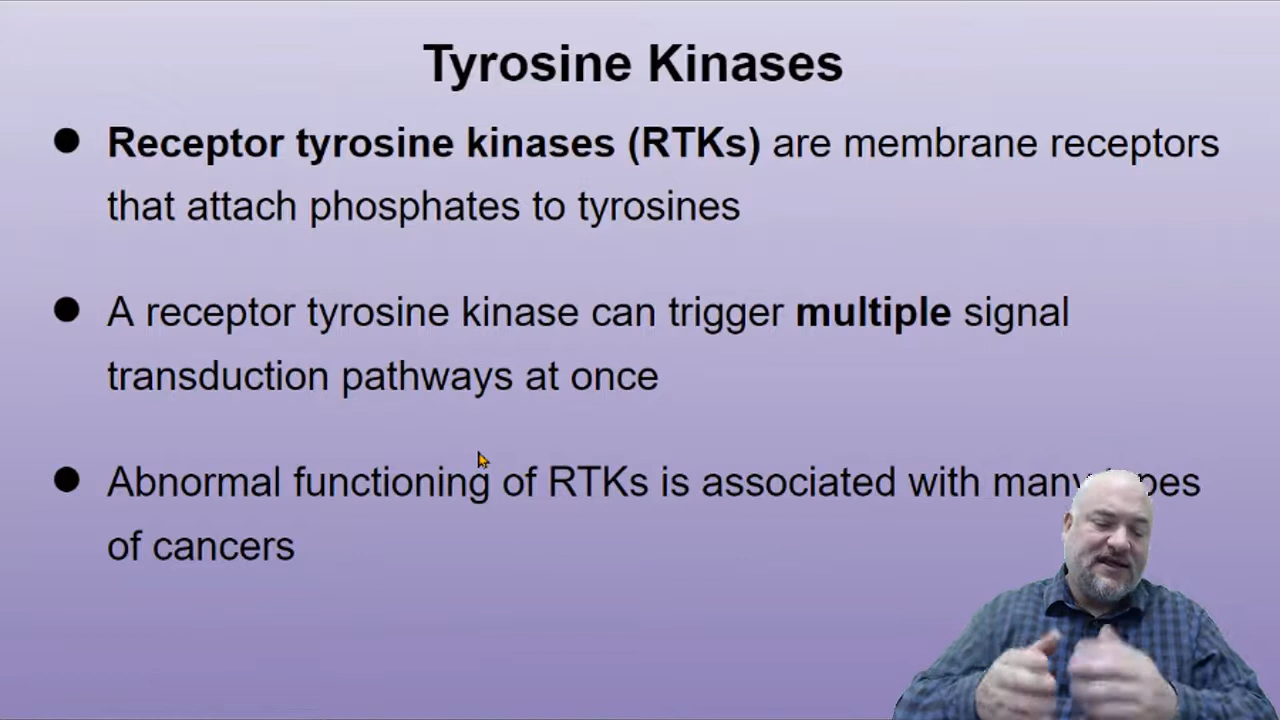 Tyrosine Kinases
● Receptor tyrosine kinases (RTKs) are membrane receptors
that attach phosphates to tyrosines
● A receptor tyrosine kinase can trigger multiple signal
transduction pathways at once
● Abnormal functioning of RTKs is associated with many
of cancers